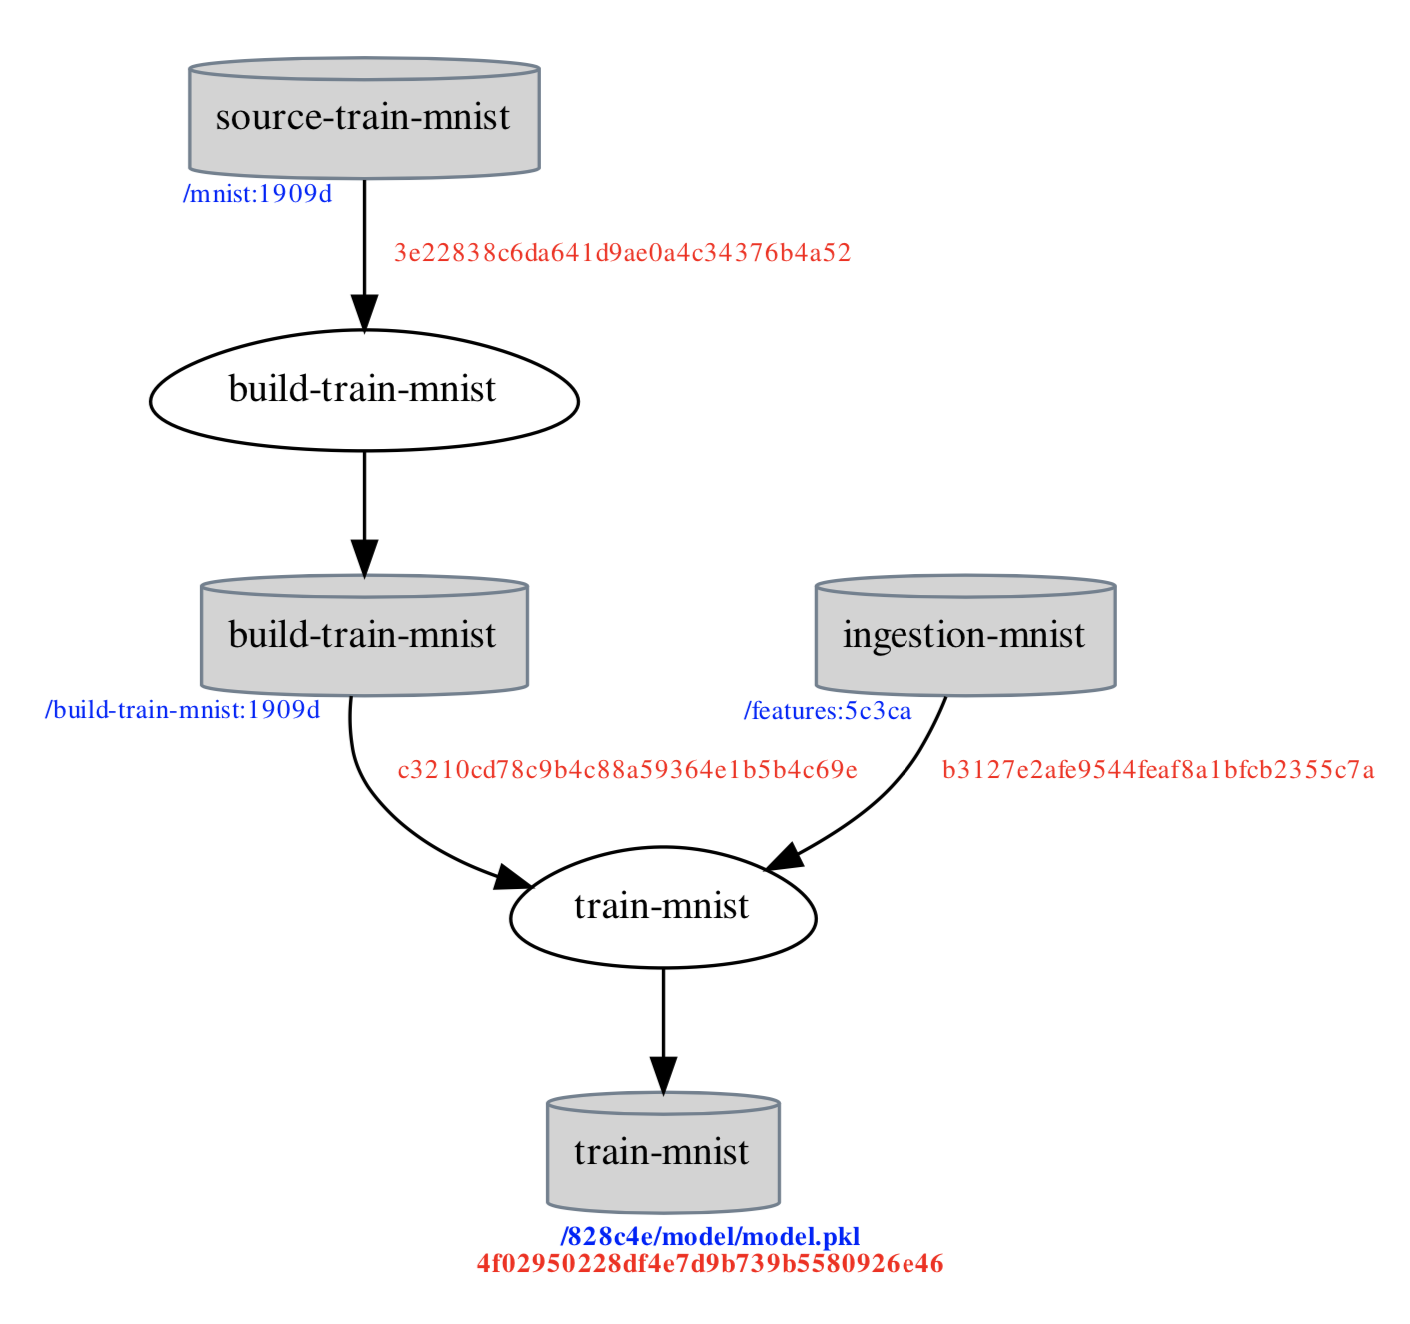 source-train-mnist
/mnist:1909d
3e22838c6da641d9ae0a4c34376b4a52
build-train-mnist
build-train-mnist
ingestion-mnist
/build-train-mnist:1909d
/features:5c3ca
c3210cd78c9b4c88a59364e1b5b4c69e
b3127e2afe9544feaf8a1bfcb2355c7a
train-mnist
train-mnist
/828c4e/model/model.pkl
4f02950228df4e7d9b739b5580926e46